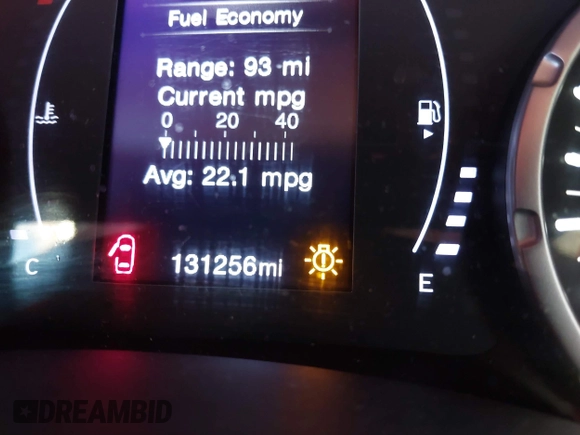 Fuel Economy
Range: 93 mi
Current mpg
0 20 40
Avg: 22.1 mpg
131256mi
C
E
DREAMBID